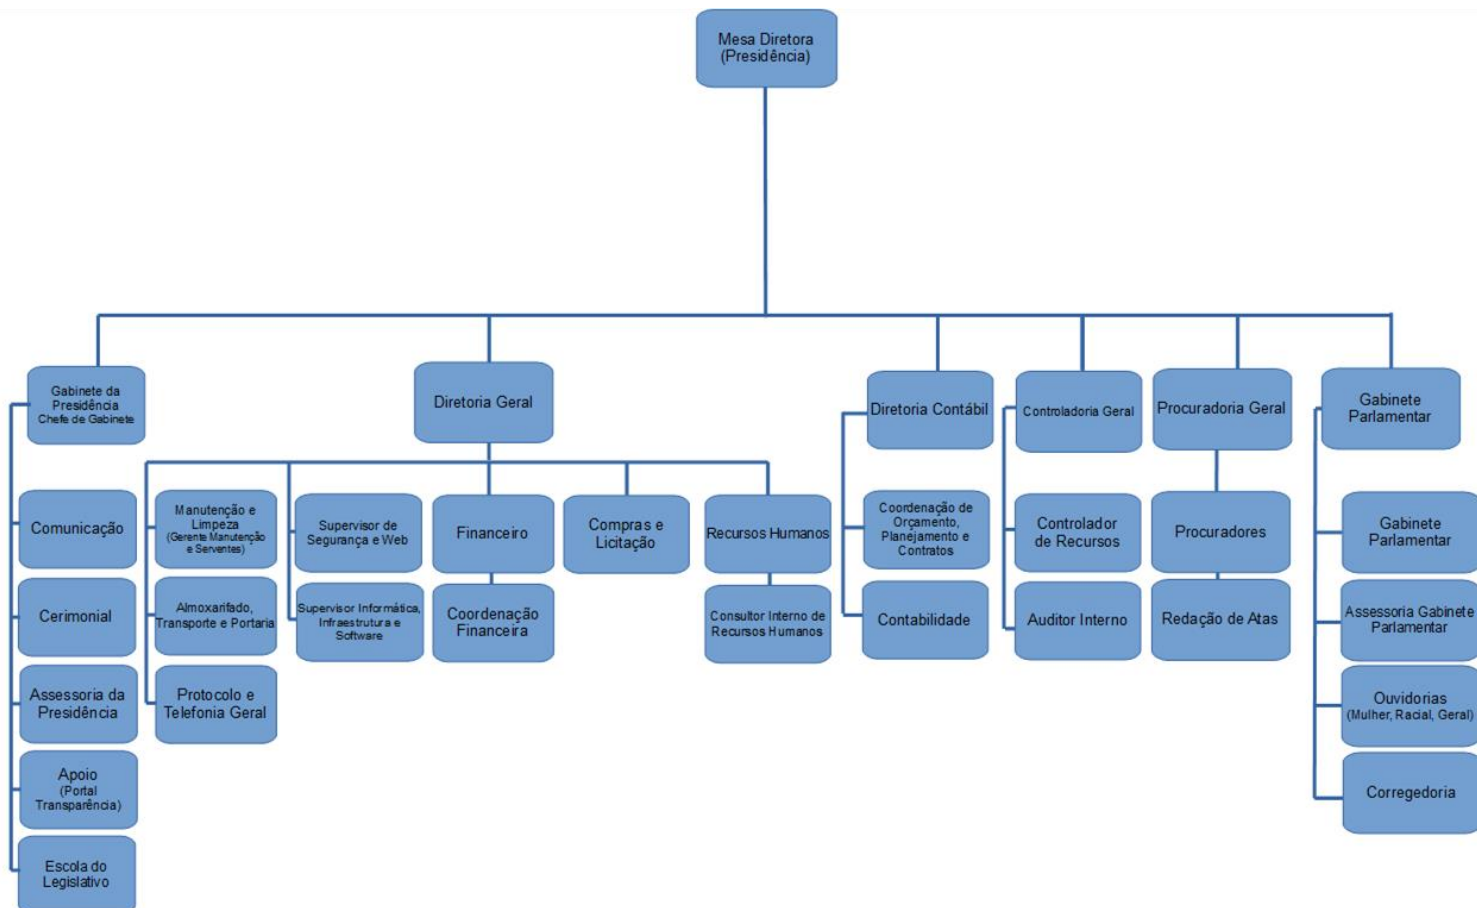 Mesa Diretora
(Presidência)
Gabinete da
Presidência
Chefe de Gabinete
Diretoria Geral
Diretoria Contábil
Controladoria Geral
Procuradoria Geral
Gabinete
Parlamentar
Comunicação
Manutenção e
Limpeza
(Gerente Manutenção
e Serventes)
Supervisor de
Segurança e Web
Financeiro
Compras e
Licitação
Recursos Humanos
Coordenação de
Orçamento,
Planejamento e
Contratos
Controlador
de Recursos
Procuradores
Gabinete
Parlamentar
Cerimonial
Almoxarifado,
Transporte e Portaria
Supervisor Informática,
Infraestrutura e
Software
Coordenação
Financeira
Consultor Interno de
Recursos Humanos
Contabilidade
Auditor Interno
Redação de Atas
Assessoria Gabinete
Parlamentar
Assessoria da
Presidência
Protocolo e
Telefonia Geral
Ouvidorias
(Mulher, Racial, Geral)
Apoio
(Portal
Transparência)
Corregedoria
Escola do
Legislativo